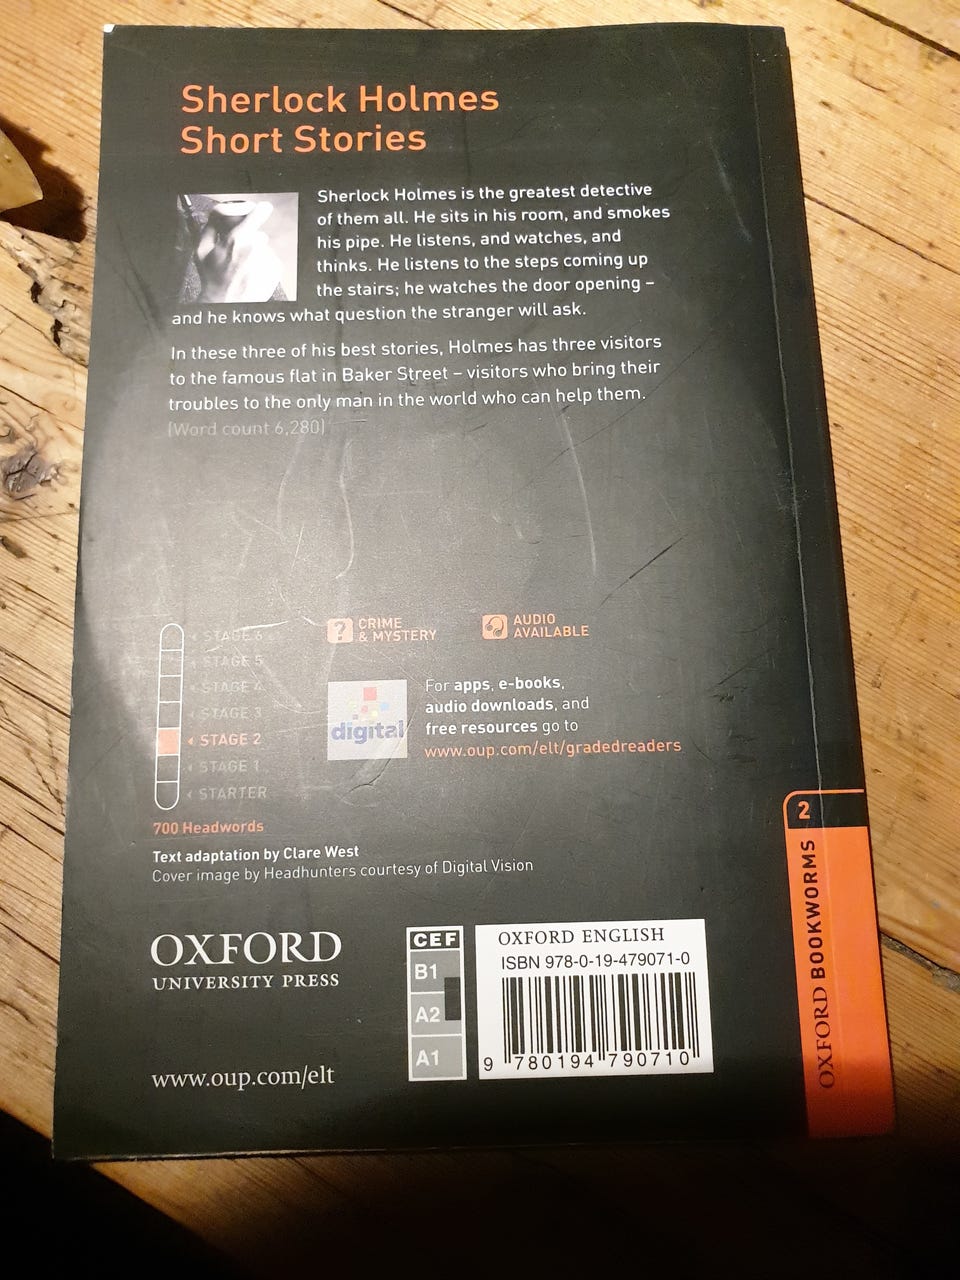 Sherlock Holmes
Short Stories
Sherlock Holmes is the greatest detective
of them all. He sits in his room, and smokes
his pipe. He listens, and watches, and
thinks. He listens to the steps coming up
the stairs; he watches the door opening –
and he knows what question the stranger will ask.
In these three of his best stories, Holmes has three visitors
to the famous flat in Baker Street – visitors who bring their
troubles to the only man in the world who can help them.
(Word count 6,280)
STAGE 6
STAGE 5
STAGE 4
STAGE 3
STAGE 2
STAGE 1
STARTER
700 Headwords
?
CRIME
& MYSTERY
AUDIO
AVAILABLE
digital
For apps, e-books,
audio downloads, and
free resources go to
www.oup.com/elt/gradedreaders
Text adaptation by Clare West
Cover image by Headhunters courtesy of Digital Vision
OXFORD
UNIVERSITY PRESS
www.oup.com/elt
CEF
B1
A2
A1
OXFORD ENGLISH
ISBN 978-0-19-479071-0
9 780194 790710
2
OXFORD BOOKWORMS